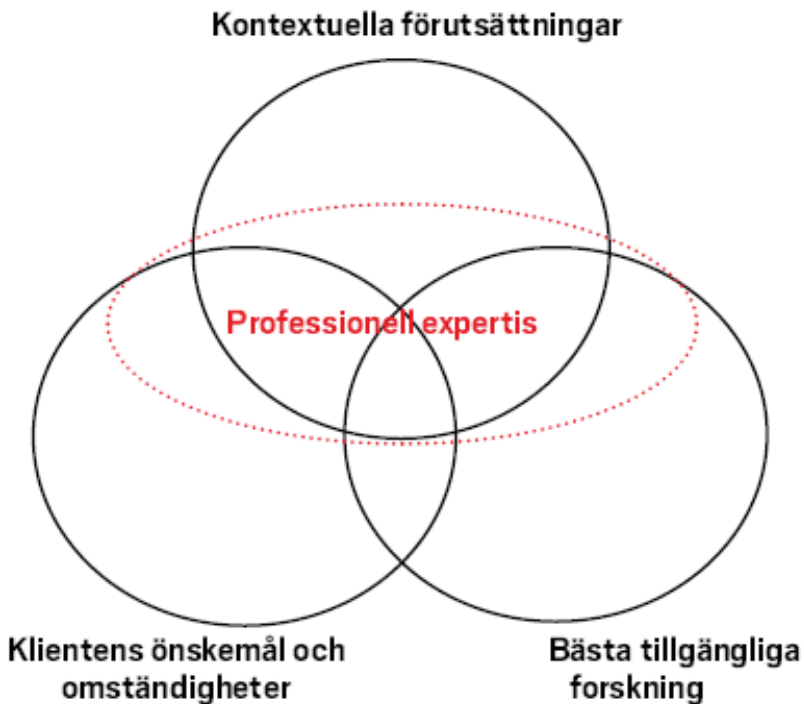 Kontextuella förutsättningar
Professionell expertis
Klientens önskemål och
omständigheter
Bästa tillgängliga
forskning